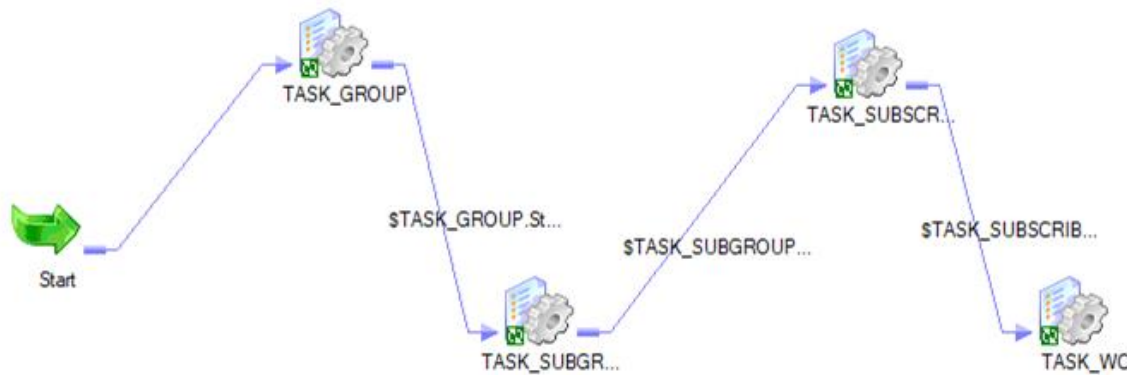 TASK_GROUP
TASK_SUBSCR...
$TASK_GROUP.St...
$TASK_SUBGROUP...
$TASK_SUBSCRIB...
Start
TASK_SUBGR...
TASK_WO